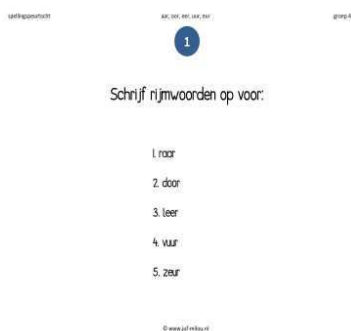 spellingspeurtocht
aar, oor, eer, uur, eur
groep 4
1
Schrijf rijmwoorden op voor:
1. raar
2. door
3. leer
4. vuur
5. zeur
© www.juf-milou.nl